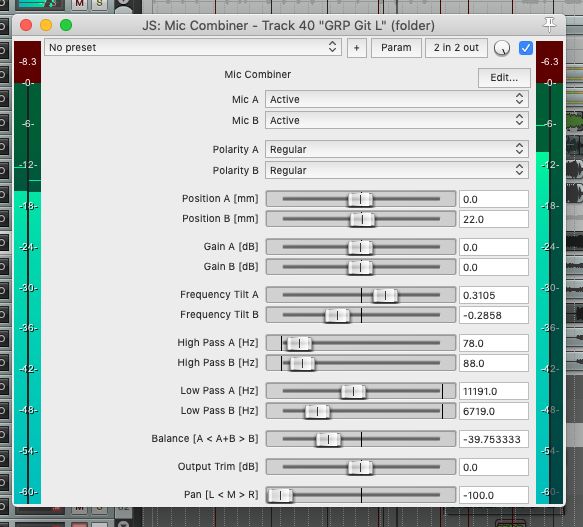 JS: Mic Combiner - Track 40 "GRP Git L" (folder)
No preset + Param 2 in 2 out
-8.3 -6.3
Mic Combiner
Edit...
Mic A Active
Mic B Active
Polarity A Regular
Polarity B Regular
Position A [mm] 0.0
Position B [mm] 22.0
Gain A [dB] 0.0
Gain B [dB] 0.0
Frequency Tilt A 0.3105
Frequency Tilt B -0.2858
High Pass A [Hz] 78.0
High Pass B [Hz] 88.0
Low Pass A [Hz] 11191.0
Low Pass B [Hz] 6719.0
Balance [A < A+B > B] -39.753333
Output Trim [dB] 0.0
Pan [L < M > R] -100.0
-0- -0-
-6- -6-
-12- -12-
-18- -18-
-24- -24-
-30- -30-
-36- -36-
-42- -42-
-48- -48-
-54- -54-
-60- -60-